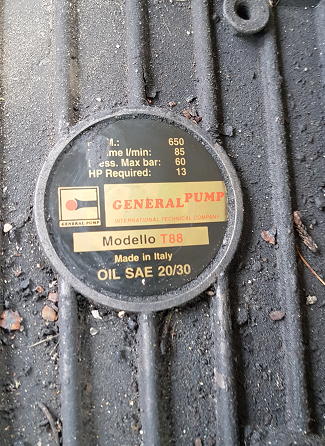 M.: 650
me l/min: 85
ess. Max bar: 60
HP Required: 13
GENERAL PUMP
GENERAL PUMP
INTERNATIONAL TECHNICAL COMPANY
Modello T88
Made in Italy
OIL SAE 20/30